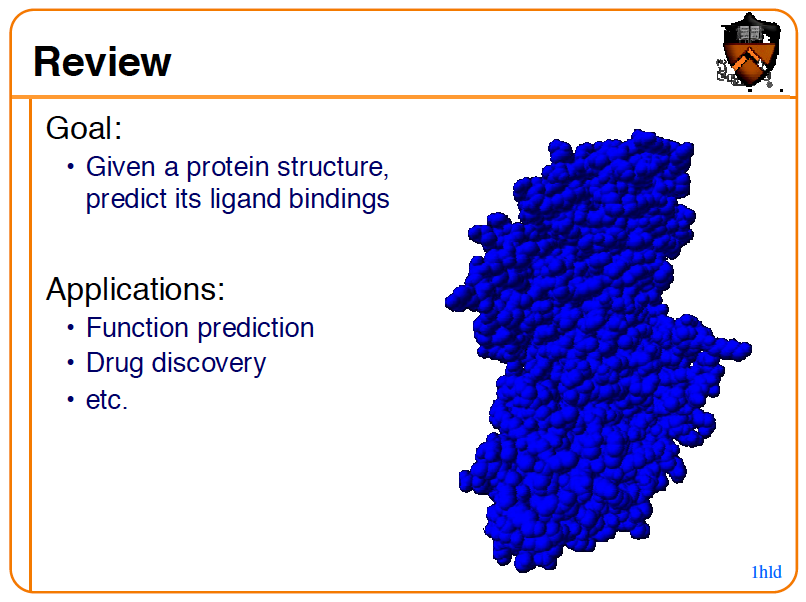 Review
Goal:
• Given a protein structure,
predict its ligand bindings
Applications:
• Function prediction
• Drug discovery
• etc.
1hld